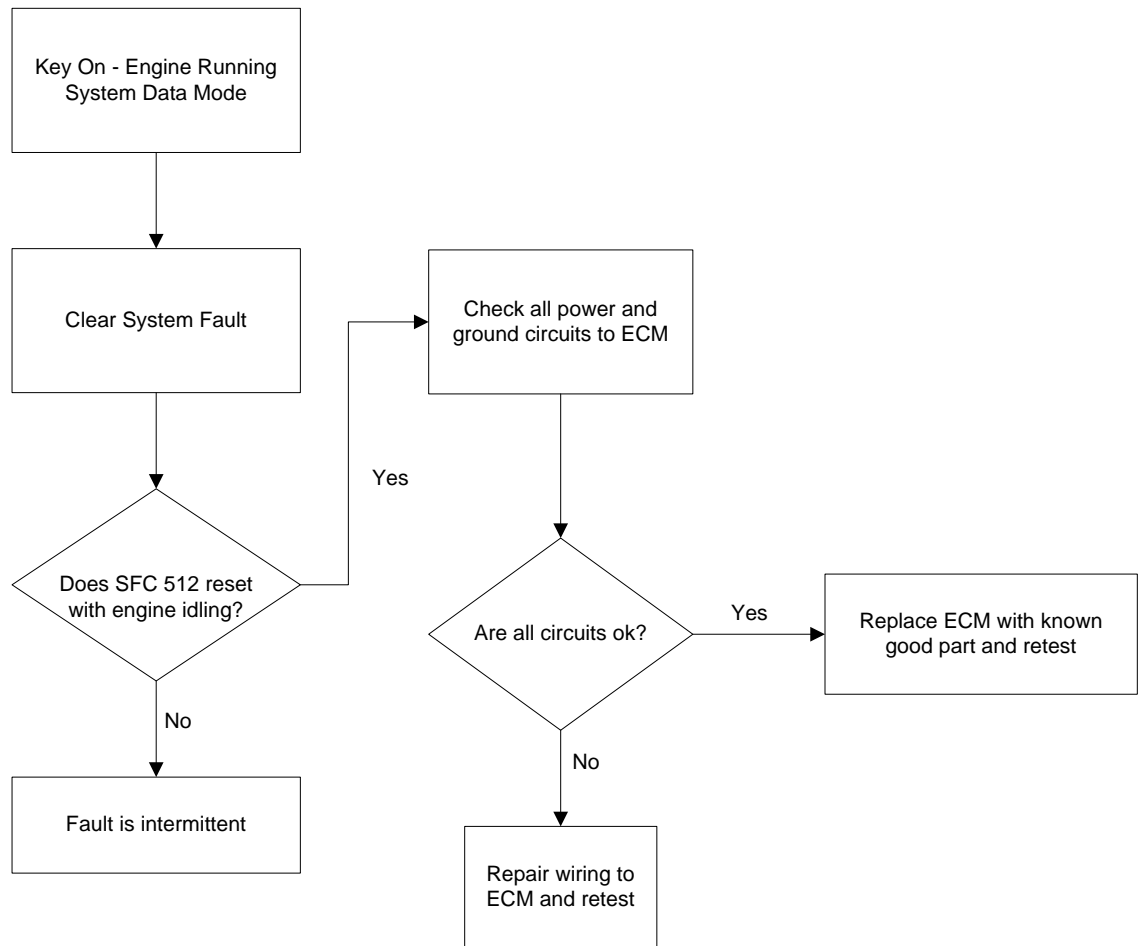 Key On - Engine Running
System Data Mode
Clear System Fault
Does SFC 512 reset
with engine idling?
Yes
No
Fault is intermittent
Check all power and
ground circuits to ECM
Are all circuits ok?
Yes
No
Replace ECM with known
good part and retest
Repair wiring to
ECM and retest